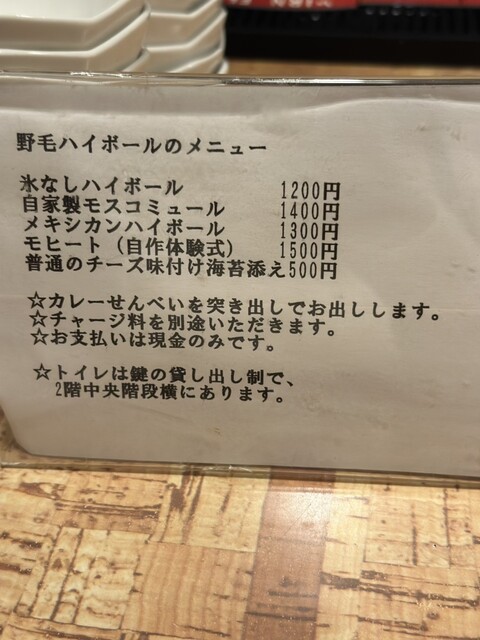 野毛ハイボールのメニュー
氷なしハイボール 1200円
自家製モスコミュール 1400円
メキシカンハイボール 1300円
モヒート（自作体験式） 1500円
普通のチーズ味付け海苔添え500円
☆カレーせんべいを突き出しでお出しします。
☆チャージ料を別途いただきます。
☆お支払いは現金のみです。
☆トイレは鍵の貸し出し制で、
2階中央階段横にあります。